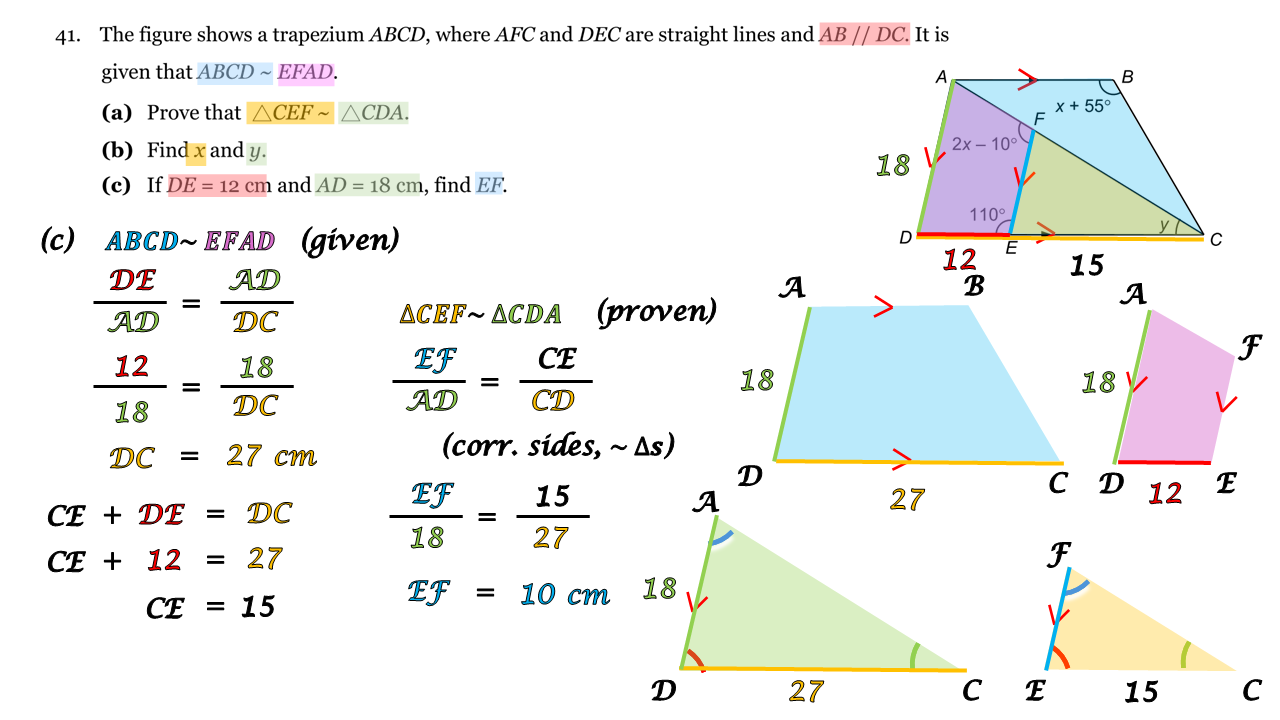 41. The figure shows a trapezium ABCD, where AFC and DEC are straight lines and AB // DC. It is
given that ABCD ~ EFAD.
(a) Prove that △CEF ~ △CDA.
(b) Find x and y.
(c) If DE = 12 cm and AD = 18 cm, find EF.
A
B
x + 55°
F
2x – 10°
18
110°
y
D
E
C
12
15
(c) ABCD~ EFAD (given)
DE / AD = AD / DC
12 / 18 = 18 / DC
DC = 27 cm
CE + DE = DC
CE + 12 = 27
CE = 15
ΔCEF~ ΔCDA (proven)
EF / AD = CE / CD
(corr. sides, ~ Δs)
EF / 18 = 15 / 27
EF = 10 cm
A
B
18
D
C
27
A
F
18
D
E
12
A
18
D
C
27
F
E
C
15